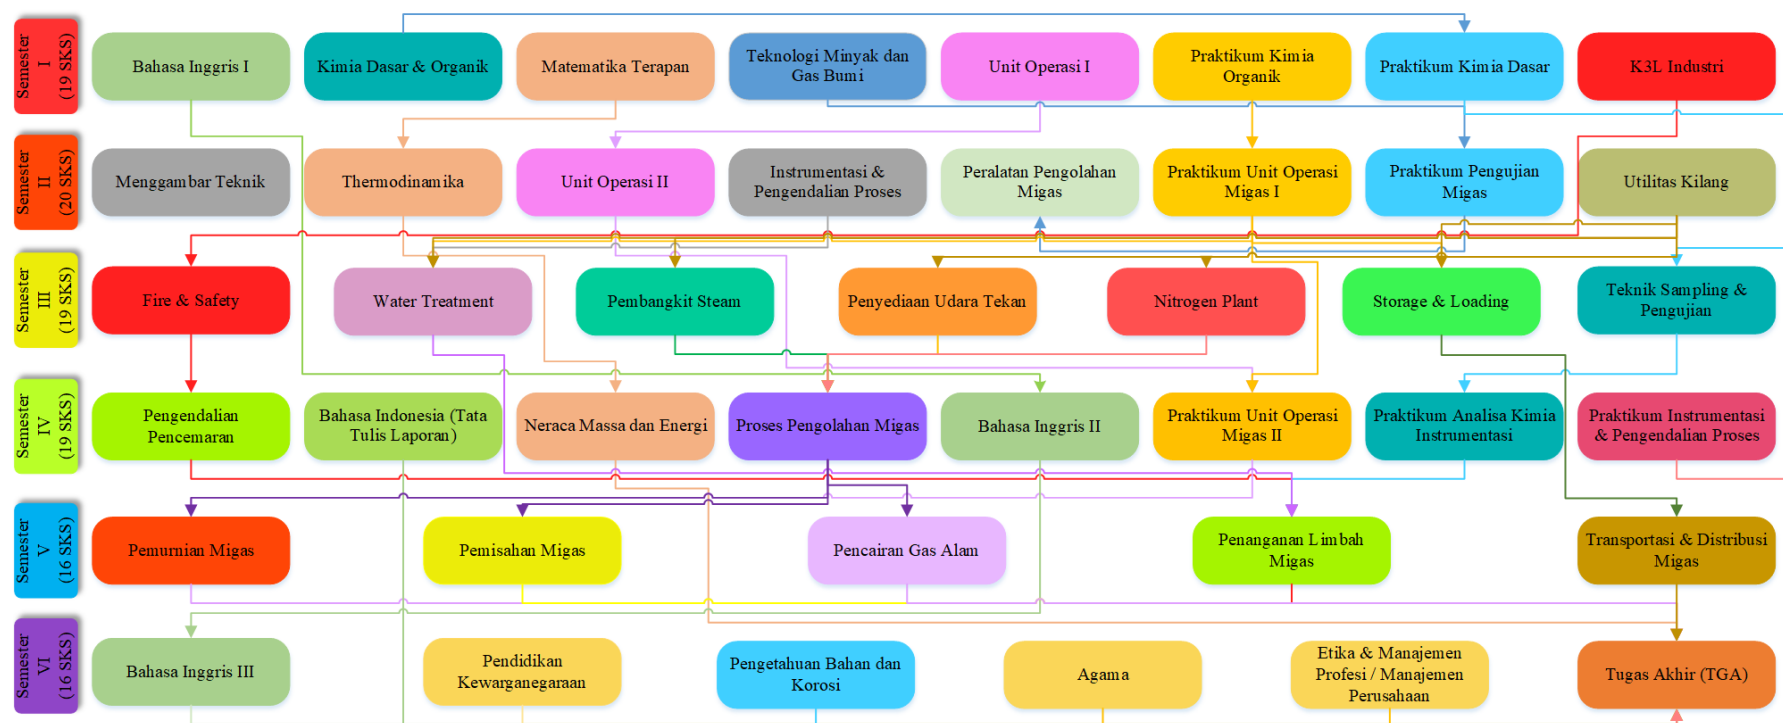 Semester
I
(19 SKS)
Bahasa Inggris I
Kimia Dasar & Organik
Matematika Terapan
Teknologi Minyak dan
Gas Bumi
Unit Operasi I
Praktikum Kimia
Organik
Praktikum Kimia Dasar
K3L Industri
Semester
II
(20 SKS)
Menggambar Teknik
Thermodinamika
Unit Operasi II
Instrumentasi &
Pengendalian Proses
Peralatan Pengolahan
Migas
Praktikum Unit Operasi
Migas I
Praktikum Pengujian
Migas
Utilitas Kilang
Semester
III
(19 SKS)
Fire & Safety
Water Treatment
Pembangkit Steam
Penyediaan Udara Tekan
Nitrogen Plant
Storage & Loading
Teknik Sampling &
Pengujian
Semester
IV
(19 SKS)
Pengendalian
Pencemaran
Bahasa Indonesia (Tata
Tulis Laporan)
Neraca Massa dan Energi
Proses Pengolahan Migas
Bahasa Inggris II
Praktikum Unit Operasi
Migas II
Praktikum Analisa Kimia
Instrumentasi
Praktikum Instrumentasi
& Pengendalian Proses
Semester
V
(16 SKS)
Pemurnian Migas
Pemisahan Migas
Pencairan Gas Alam
Penanganan Limbah
Migas
Transportasi & Distribusi
Migas
Semester
VI
(16 SKS)
Bahasa Inggris III
Pendidikan
Kewarganegaraan
Pengetahuan Bahan dan
Korosi
Agama
Etika & Manajemen
Profesi / Manajemen
Perusahaan
Tugas Akhir (TGA)